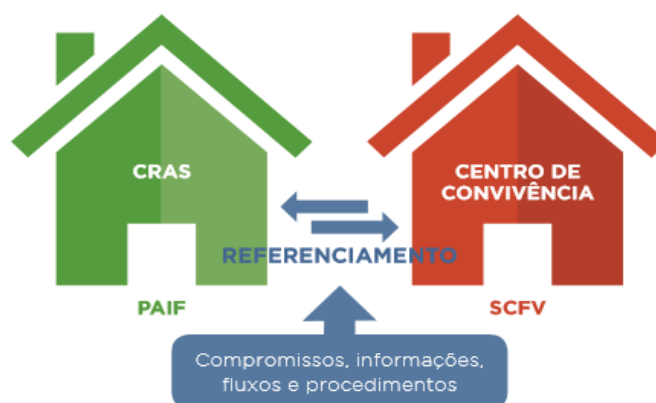 CRAS
CENTRO DE
CONVIVÊNCIA
REFERENCIAMENTO
PAIF
SCFV
Compromissos, informações,
fluxos e procedimentos